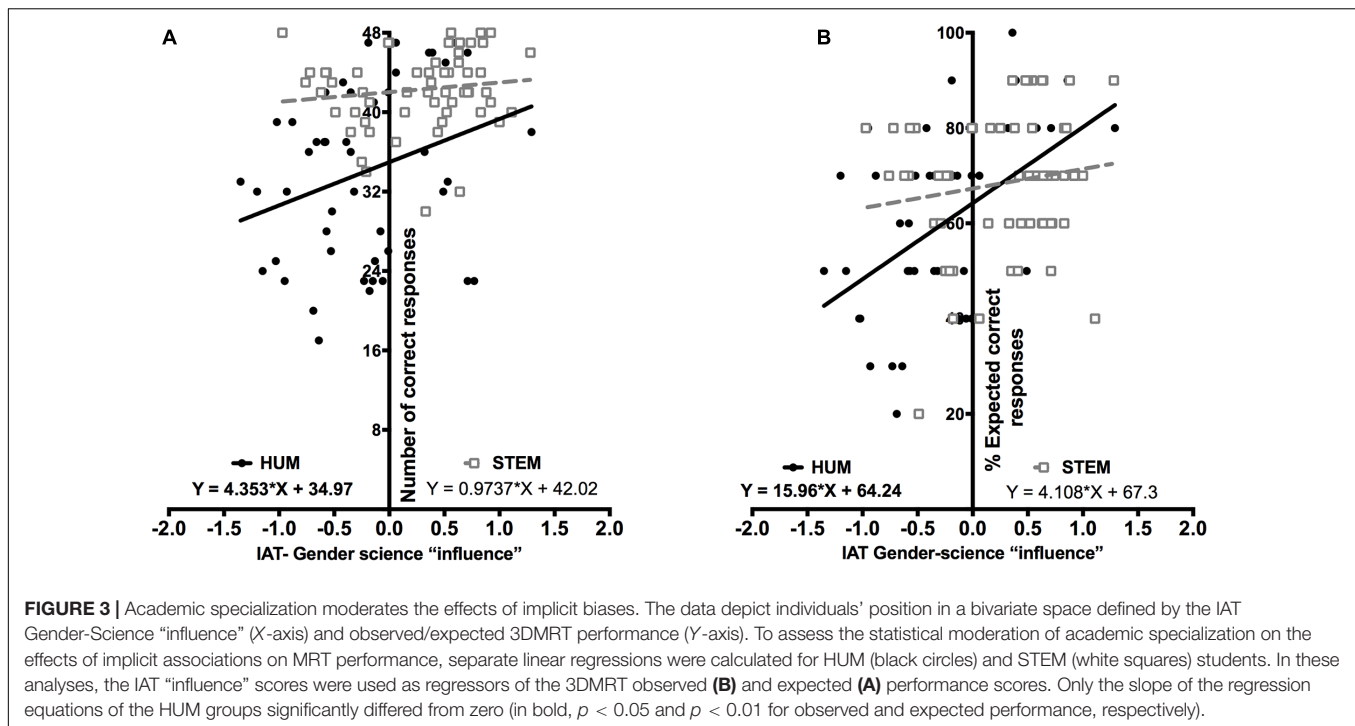 A
48
40
32
24
16
8
Number of correct responses
HUM
Y = 4.353*X + 34.97
STEM
Y = 0.9737*X + 42.02
-2.0 -1.5 -1.0 -0.5 0.0 0.5 1.0 1.5 2.0
IAT- Gender science “influence”
B
100
80
60
20
% Expected correct
responses
HUM
Y = 15.96*X + 64.24
STEM
Y = 4.108*X + 67.3
-2.0 -1.5 -1.0 -0.5 0.0 0.5 1.0 1.5 2.0
IAT Gender-science “influence”
FIGURE 3 | Academic specialization moderates the effects of implicit biases. The data depict individuals’ position in a bivariate space defined by the IAT
Gender-Science “influence” (X-axis) and observed/expected 3DMRT performance (Y-axis). To assess the statistical moderation of academic specialization on the
effects of implicit associations on MRT performance, separate linear regressions were calculated for HUM (black circles) and STEM (white squares) students. In these
analyses, the IAT “influence” scores were used as regressors of the 3DMRT observed (B) and expected (A) performance scores. Only the slope of the regression
equations of the HUM groups significantly differed from zero (in bold, p < 0.05 and p < 0.01 for observed and expected performance, respectively).